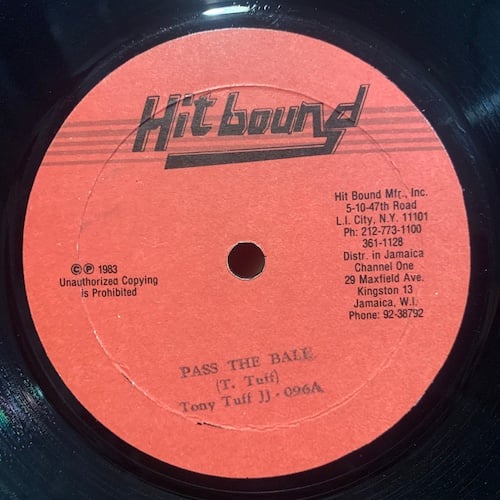 Hit bound
Hit Bound Mfr., Inc.
5-10-47th Road
L.I. City, N.Y. 11101
Ph: 212-773-1100
361-1128
Distr. in Jamaica
Channel One
29 Maxfield Ave.
Kingston 13
Jamaica, W.I.
Phone: 92-38792
©℗ 1983
Unauthorized Copying
is Prohibited
PASS THE BALL
(T. Tuff)
Tony Tuff JJ-096A